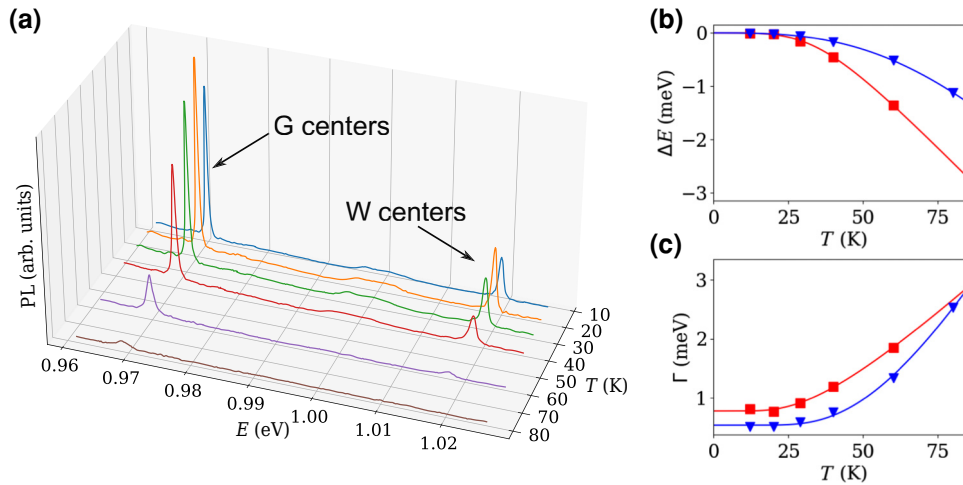 (a)
G centers
W centers
PL (arb. units)
0.96
0.97
0.98
0.99
1.00
1.01
1.02
E (eV)
10
20
30
40
50
60
70
80
T (K)
(b)
0
−1
−2
−3
ΔE (meV)
0
25
50
75
T (K)
(c)
3
2
1
Γ (meV)
0
25
50
75
T (K)